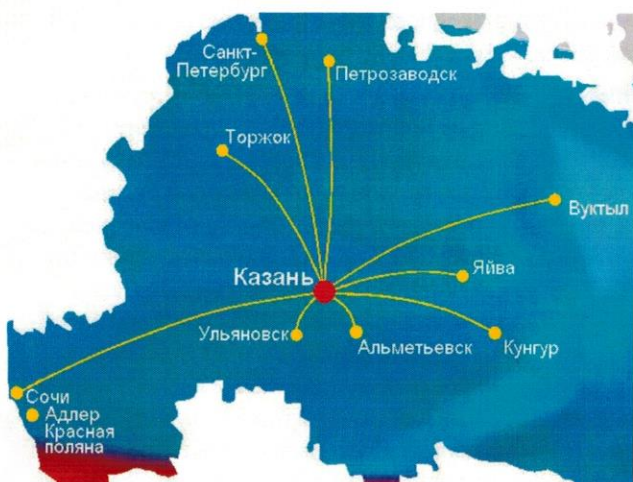 Санкт-
Петербург
Петрозаводск
Торжок
Вуктыл
Яйва
Казань
Ульяновск
Альметьевск
Кунгур
Сочи
Адлер
Красная
поляна